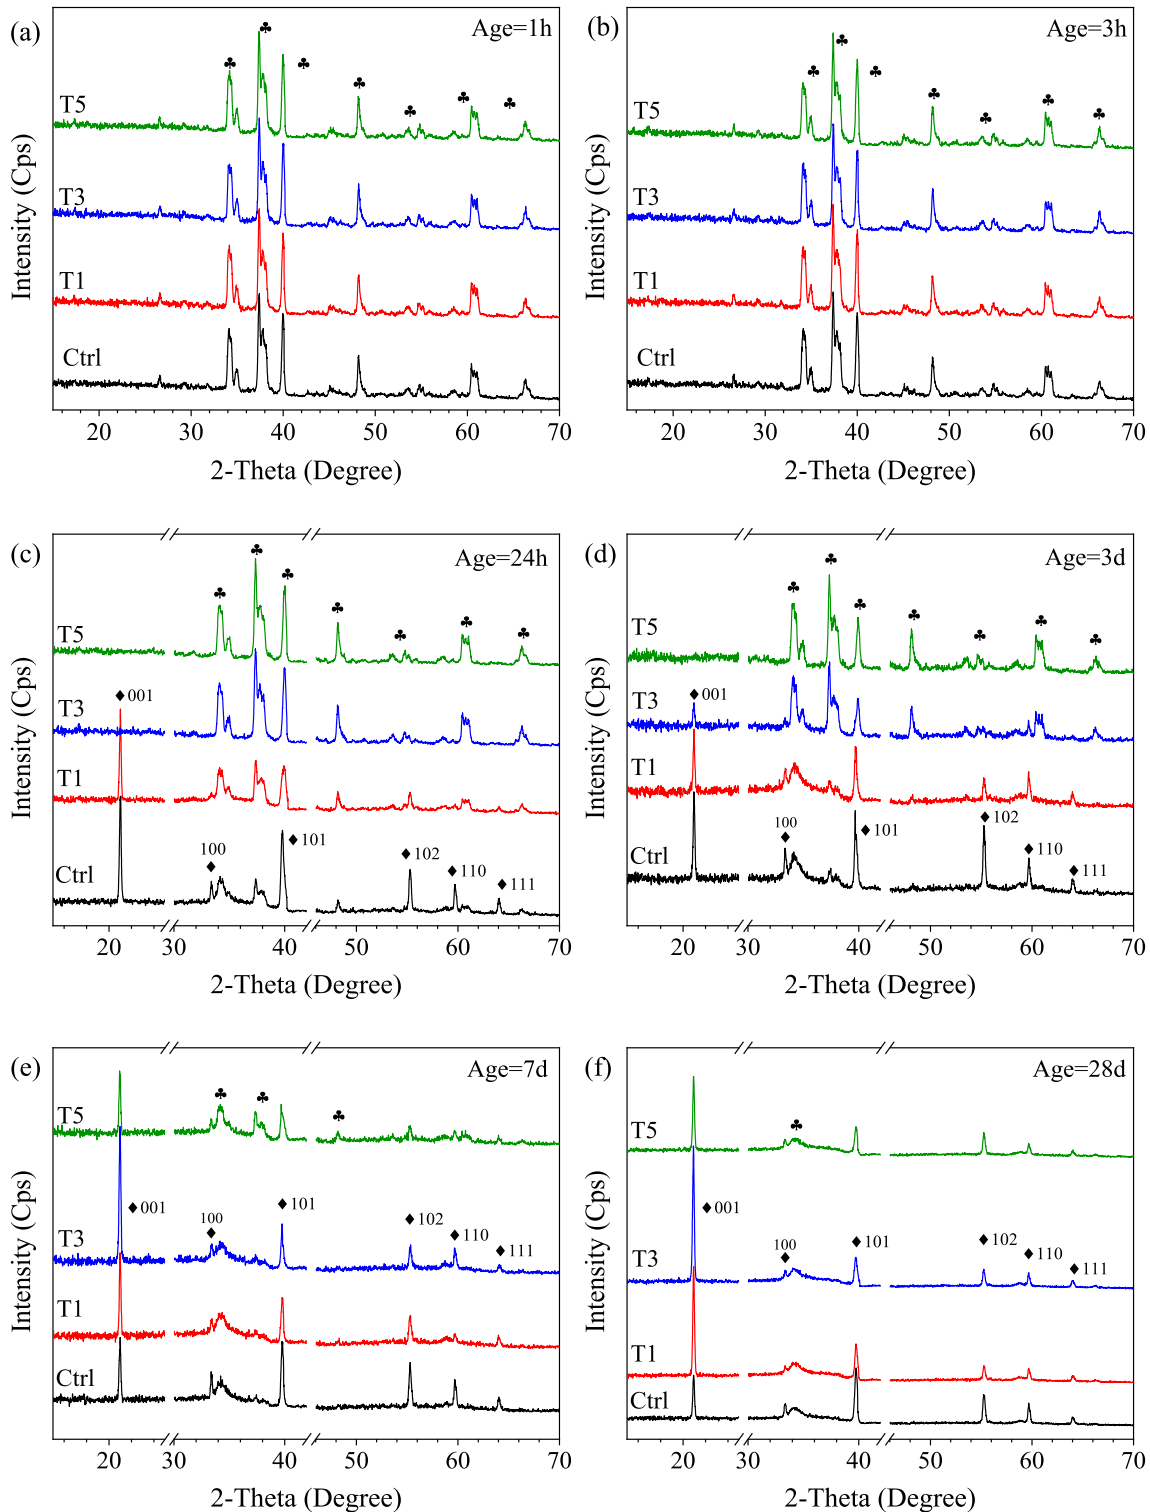 (a)
Age=1h
T5
T3
T1
Ctrl
Intensity (Cps)
20 30 40 50 60 70
2-Theta (Degree)
(b)
Age=3h
T5
T3
T1
Ctrl
Intensity (Cps)
20 30 40 50 60 70
2-Theta (Degree)
(c)
Age=24h
T5
T3
♦ 001
T1
Ctrl
100
♦ 101
♦ 102
♦ 110
♦ 111
Intensity (Cps)
20 30 40 50 60 70
2-Theta (Degree)
(d)
Age=3d
T5
T3
001
T1
Ctrl
100
♦ 101
♦ 102
♦ 110
♦ 111
Intensity (Cps)
20 30 40 50 60 70
2-Theta (Degree)
(e)
Age=7d
T5
T3
♦ 001
100
♦ 101
102
110
111
T1
Ctrl
Intensity (Cps)
20 30 40 50 60 70
2-Theta (Degree)
(f)
Age=28d
T5
T3
♦ 001
100
♦ 101
♦ 102
110
111
T1
Ctrl
Intensity (Cps)
20 30 40 50 60 70
2-Theta (Degree)